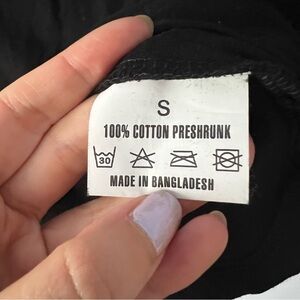 S
100% COTTON PRESHRUNK
30
MADE IN BANGLADESH